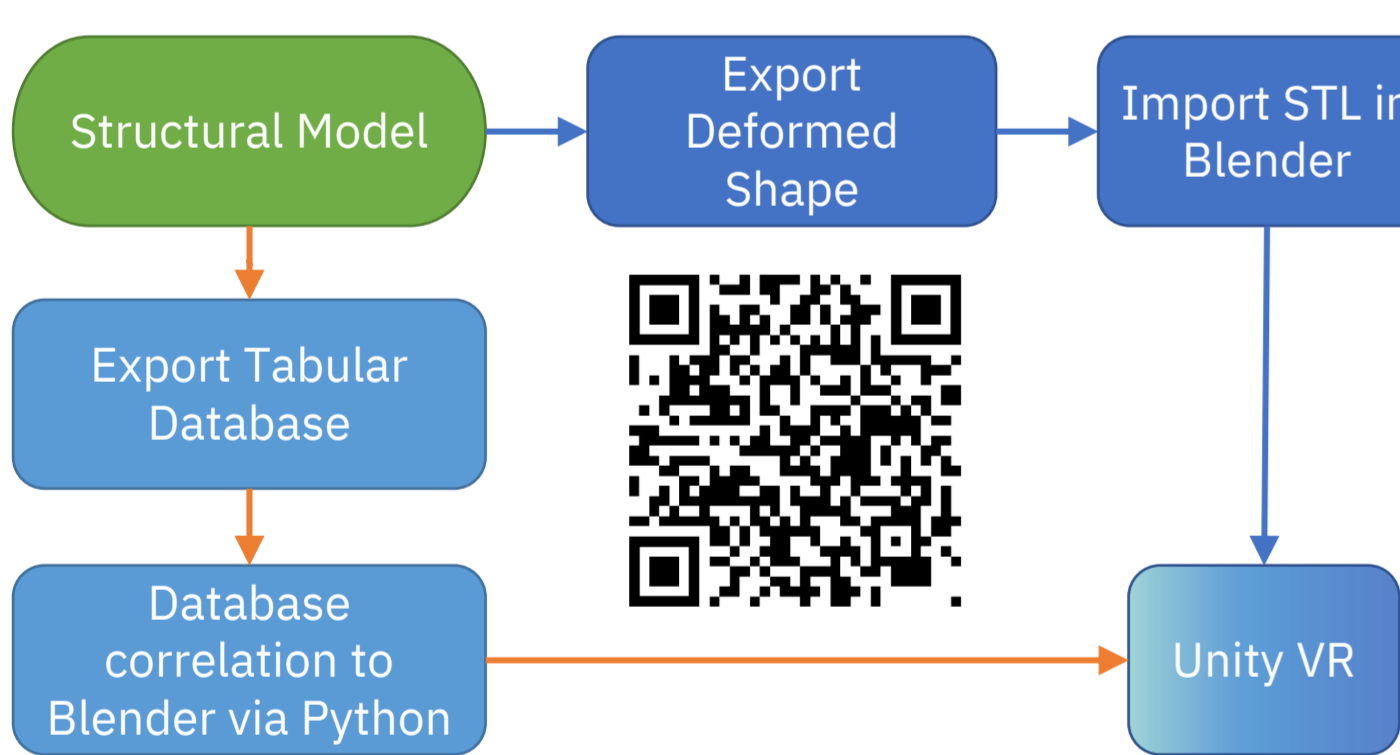 Structural Model
Export
Deformed
Shape
Import STL in
Blender
Export Tabular
Database
Database
correlation to
Blender via Python
Unity VR